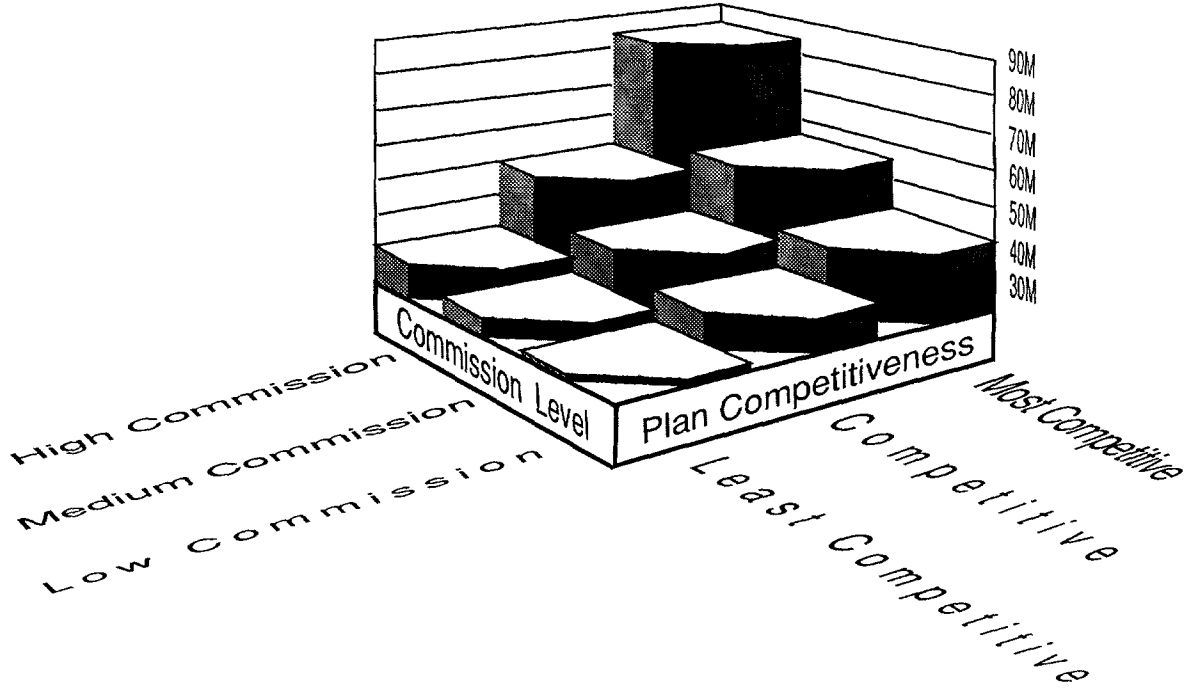 90M
80M
70M
60M
50M
40M
30M
Commission Level
Plan Competitiveness
High Commission
Medium Commission
Low Commission
Most Competitive
Competitive
Least Competitive